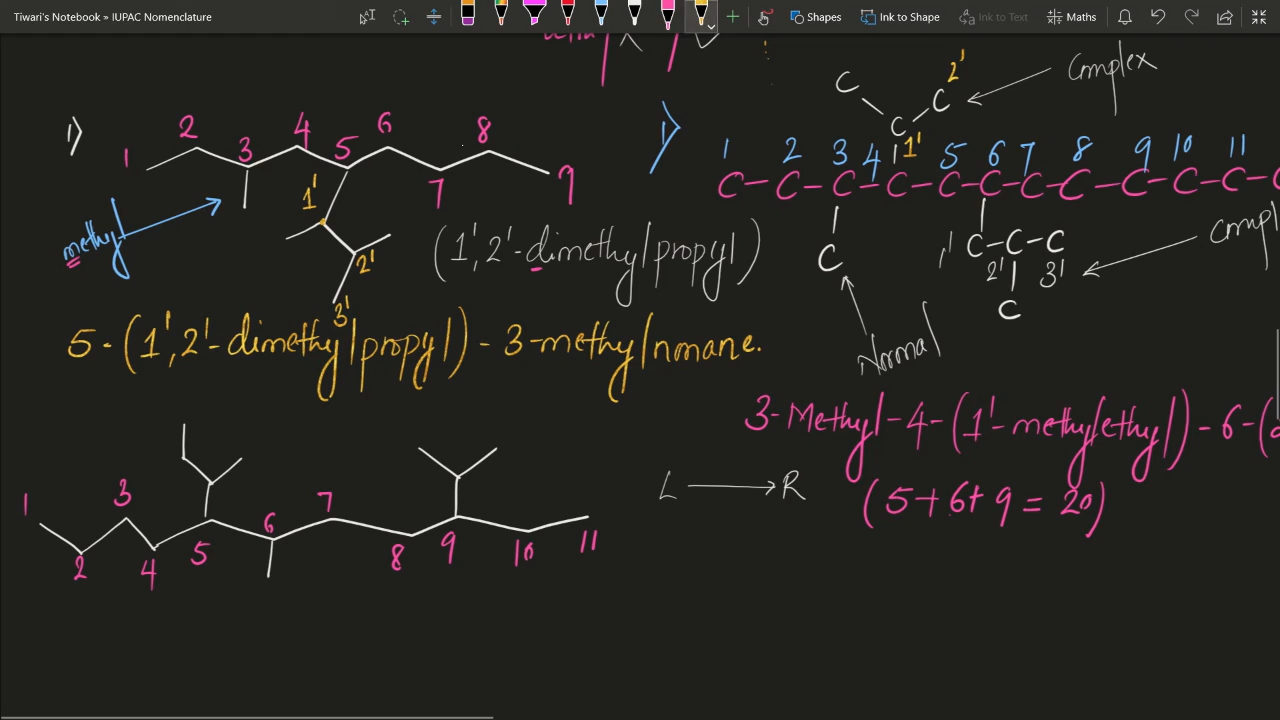 Tiwari's Notebook » IUPAC Nomenclature
Shapes Ink to Shape Ink to Text Maths
1) 1 2 3 4 5 6 7 8 9
1' 2' 3'
methyl
(1',2'-dimethylpropyl)
5-(1',2'-dimethylpropyl)-3-methylnonane.
1 2 3 4 5 6 7 8 9 10 11
1)
C C 2' Complex
C 1'
1 2 3 4 5 6 7 8 9 10 11
C-C-C-C-C-C-C-C-C-C-C-
C 1' C-C-C
2' 3'
C
Normal
3-Methyl-4-(1'-methylethyl)-6-(
L → R (5+6+9=20)